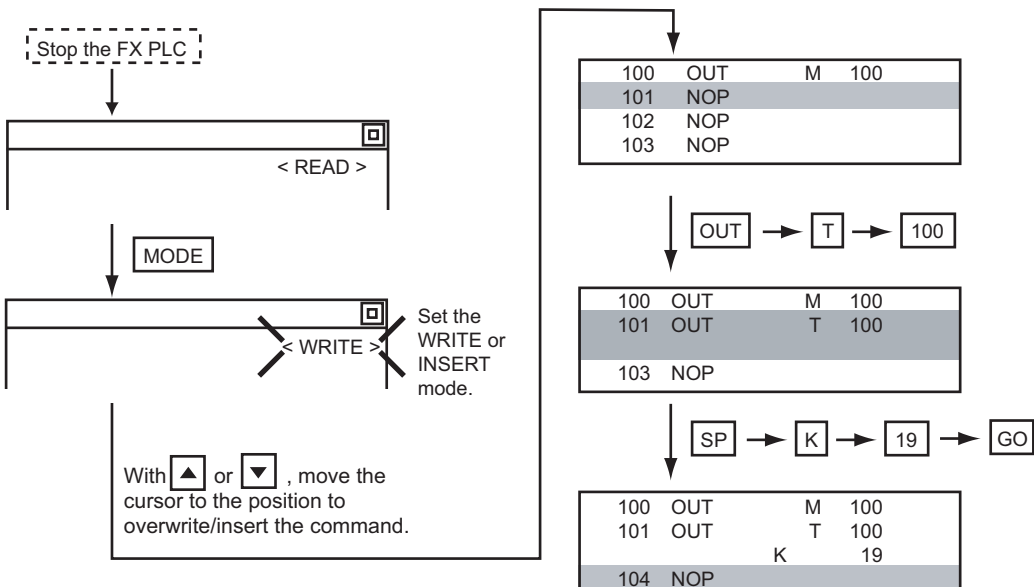 Stop the FX PLC
< READ >
MODE
< WRITE >
Set the
WRITE or
INSERT
mode.
With ▲ or ▼ , move the
cursor to the position to
overwrite/insert the command.
100 OUT M 100
101 NOP
102 NOP
103 NOP
OUT T 100
100 OUT M 100
101 OUT T 100
103 NOP
SP K 19 GO
100 OUT M 100
101 OUT T 100
K 19
104 NOP